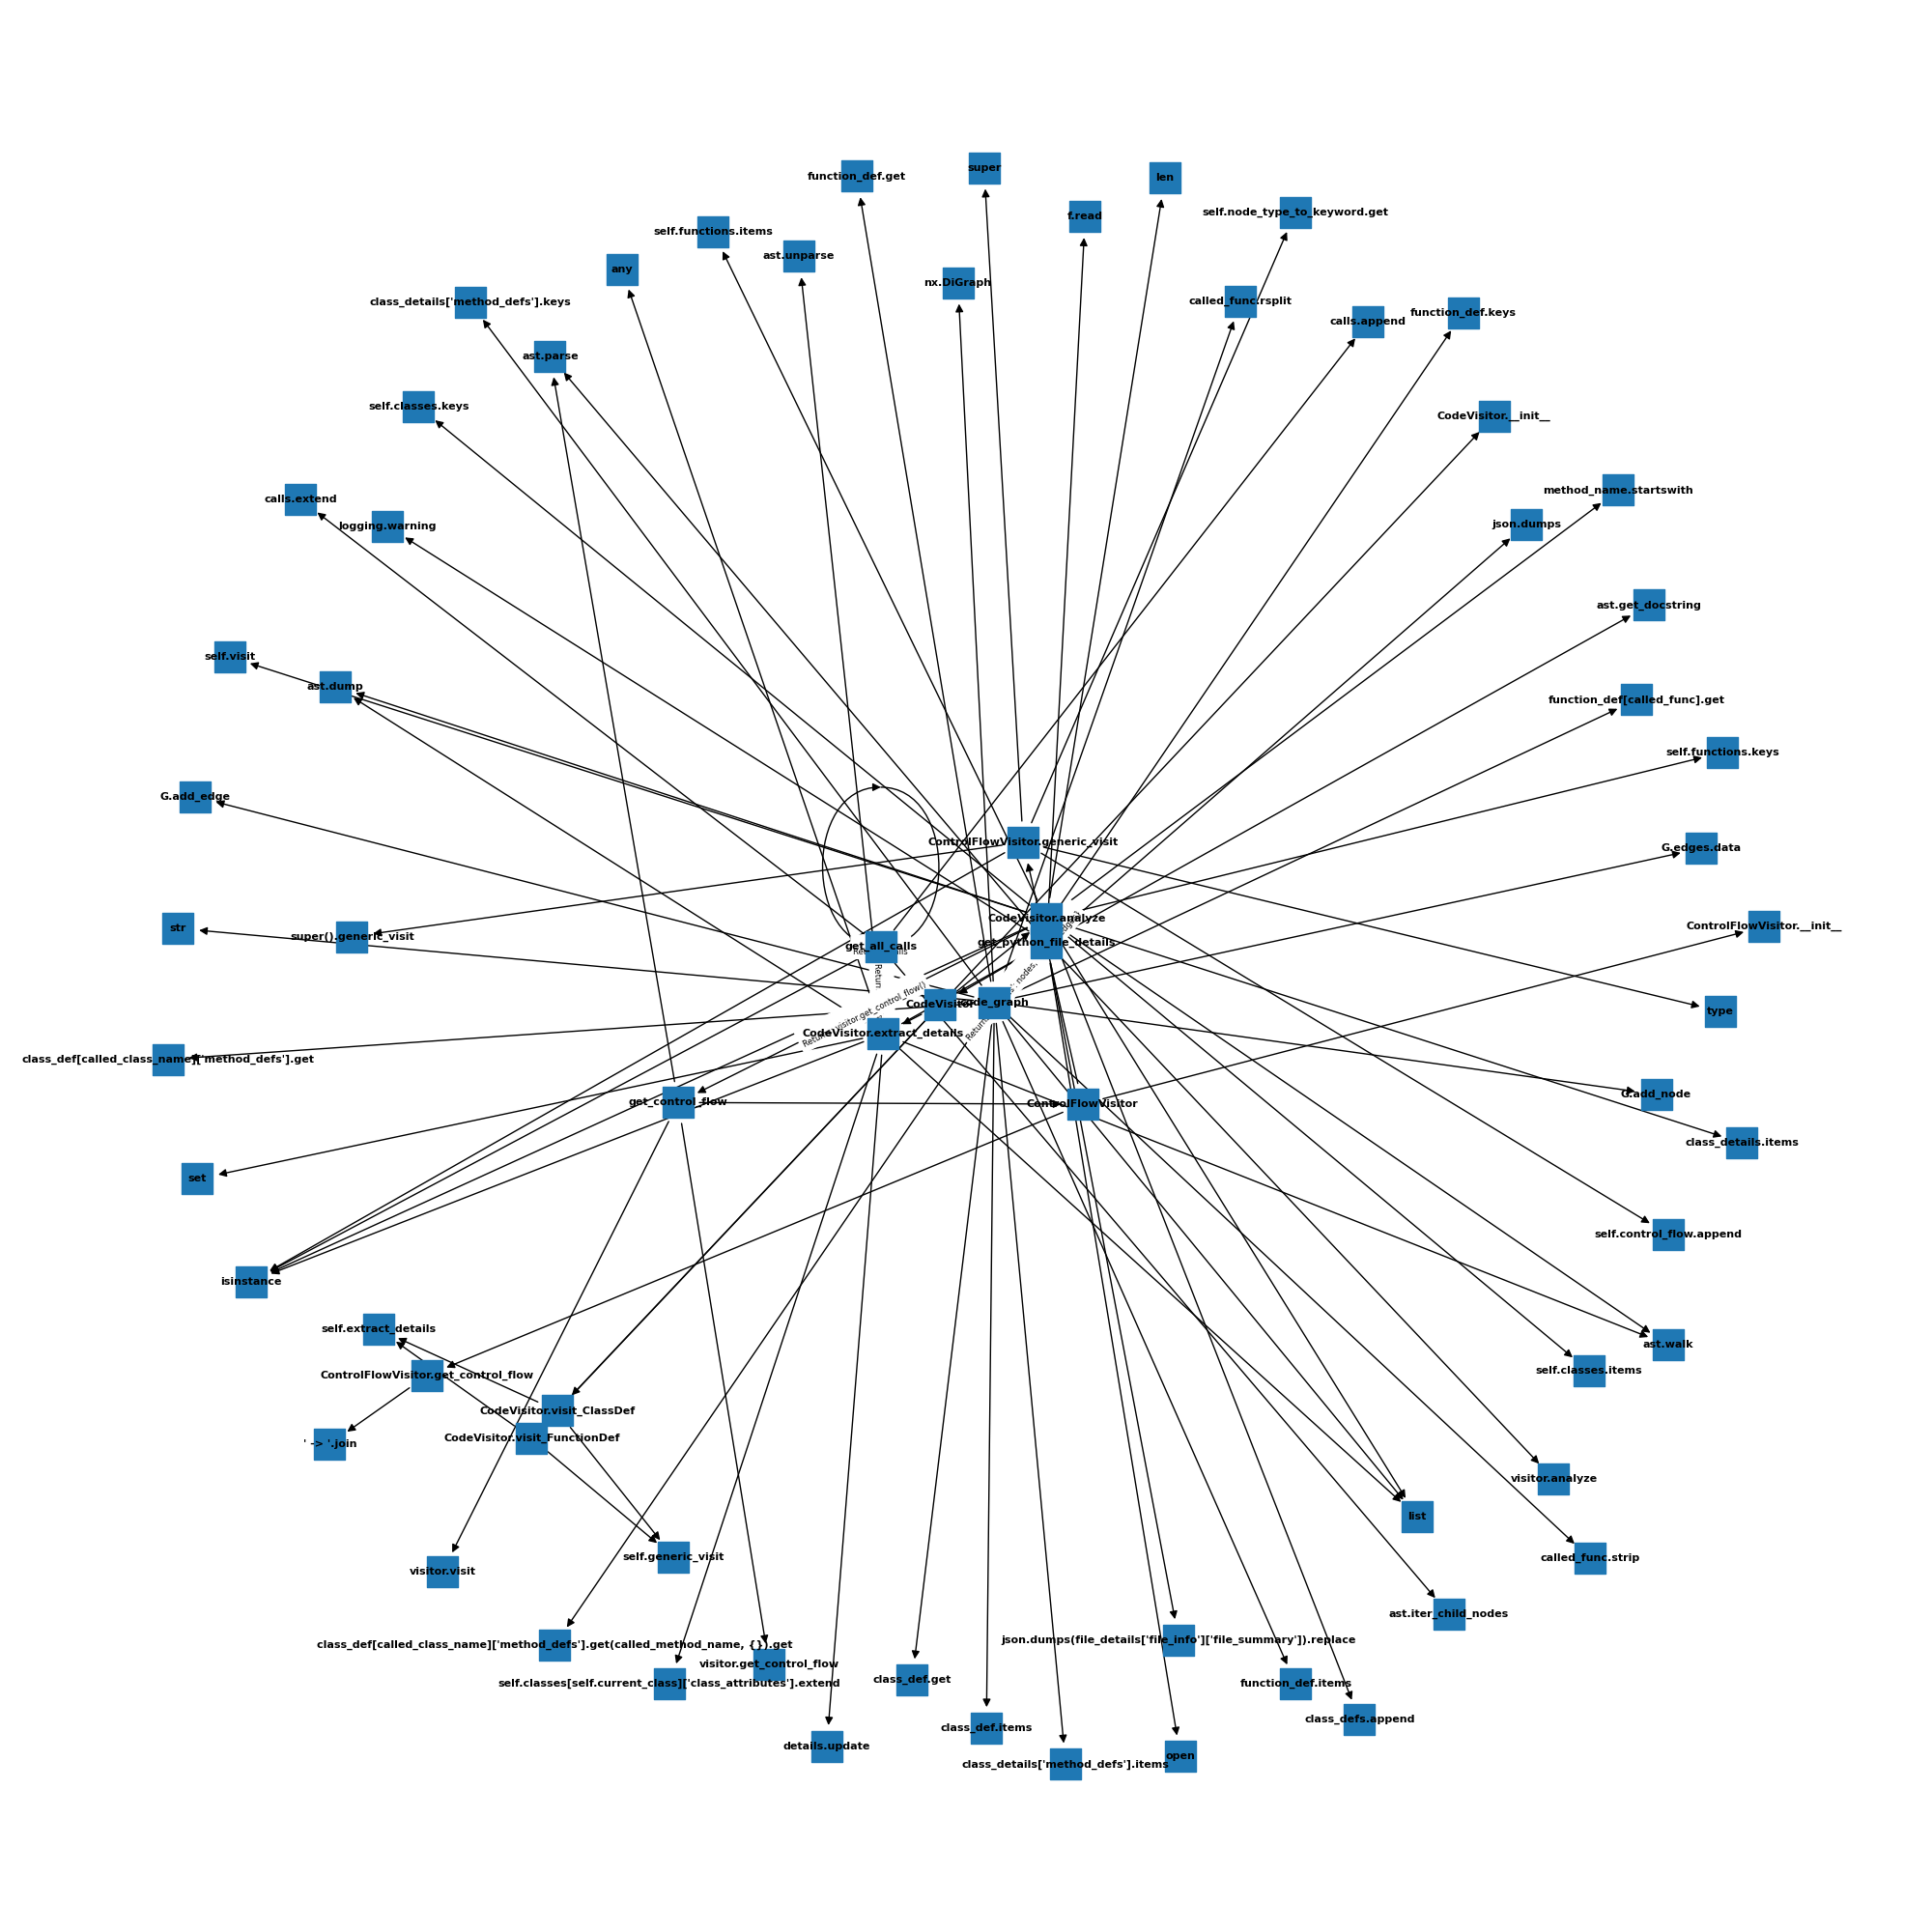 super
function_def.get
len
self.node_type_to_keyword.get
f.read
self.functions.items
ast.unparse
any
nx.DiGraph
class_details['method_defs'].keys
called_func.rsplit
function_def.keys
calls.append
ast.parse
self.classes.keys
CodeVisitor.__init__
method_name.startswith
calls.extend
logging.warning
json.dumps
ast.get_docstring
self.visit
ast.dump
function_def[called_func].get
self.functions.keys
G.add_edge
ControlFlowVisitor.generic_visit
G.edges.data
CodeVisitor.analyze
ControlFlowVisitor.__init__
str
super().generic_visit
get_python_file_details
get_all_calls
CodeVisitor
code_graph
type
CodeVisitor.extract_details
class_def[called_class_name]['method_defs'].get
G.add_node
get_control_flow
ControlFlowVisitor
class_details.items
set
self.control_flow.append
isinstance
self.extract_details
ast.walk
self.classes.items
ControlFlowVisitor.get_control_flow
CodeVisitor.visit_ClassDef
CodeVisitor.visit_FunctionDef
' -> '.join
visitor.analyze
list
self.generic_visit
called_func.strip
visitor.visit
ast.iter_child_nodes
json.dumps(file_details['file_info']['file_summary']).replace
class_def[called_class_name]['method_defs'].get(called_method_name, {}).get
visitor.get_control_flow
class_def.get
self.classes[self.current_class]['class_attributes'].extend
function_def.items
class_defs.append
class_def.items
details.update
open
class_details['method_defs'].items